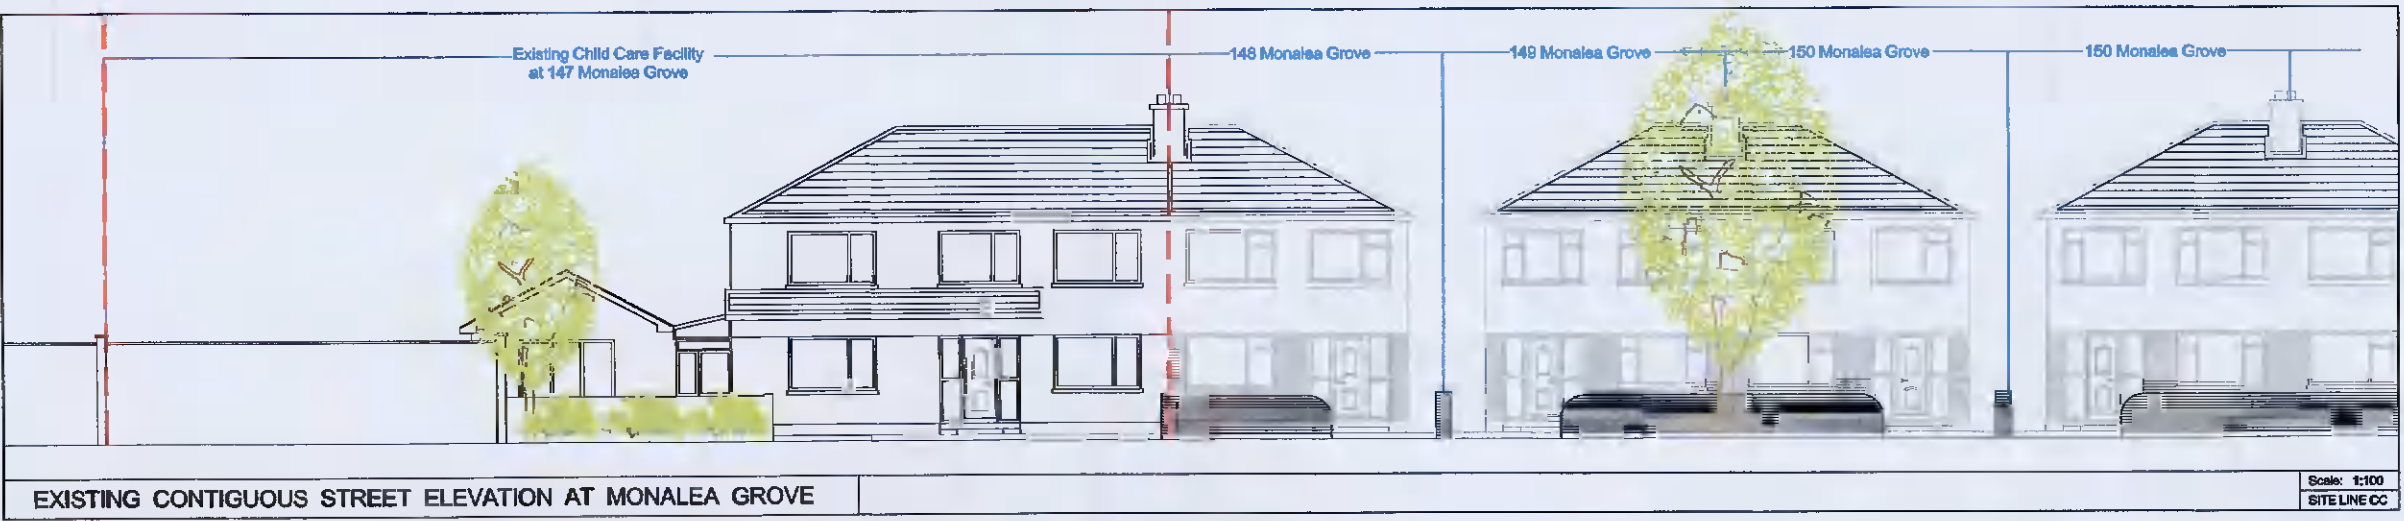 Existing Child Care Facility
at 147 Monalea Grove
148 Monalea Grove
149 Monalea Grove
150 Monalea Grove
150 Monalea Grove
EXISTING CONTIGUOUS STREET ELEVATION AT MONALEA GROVE
Scale: 1:100
SITE LINE CC